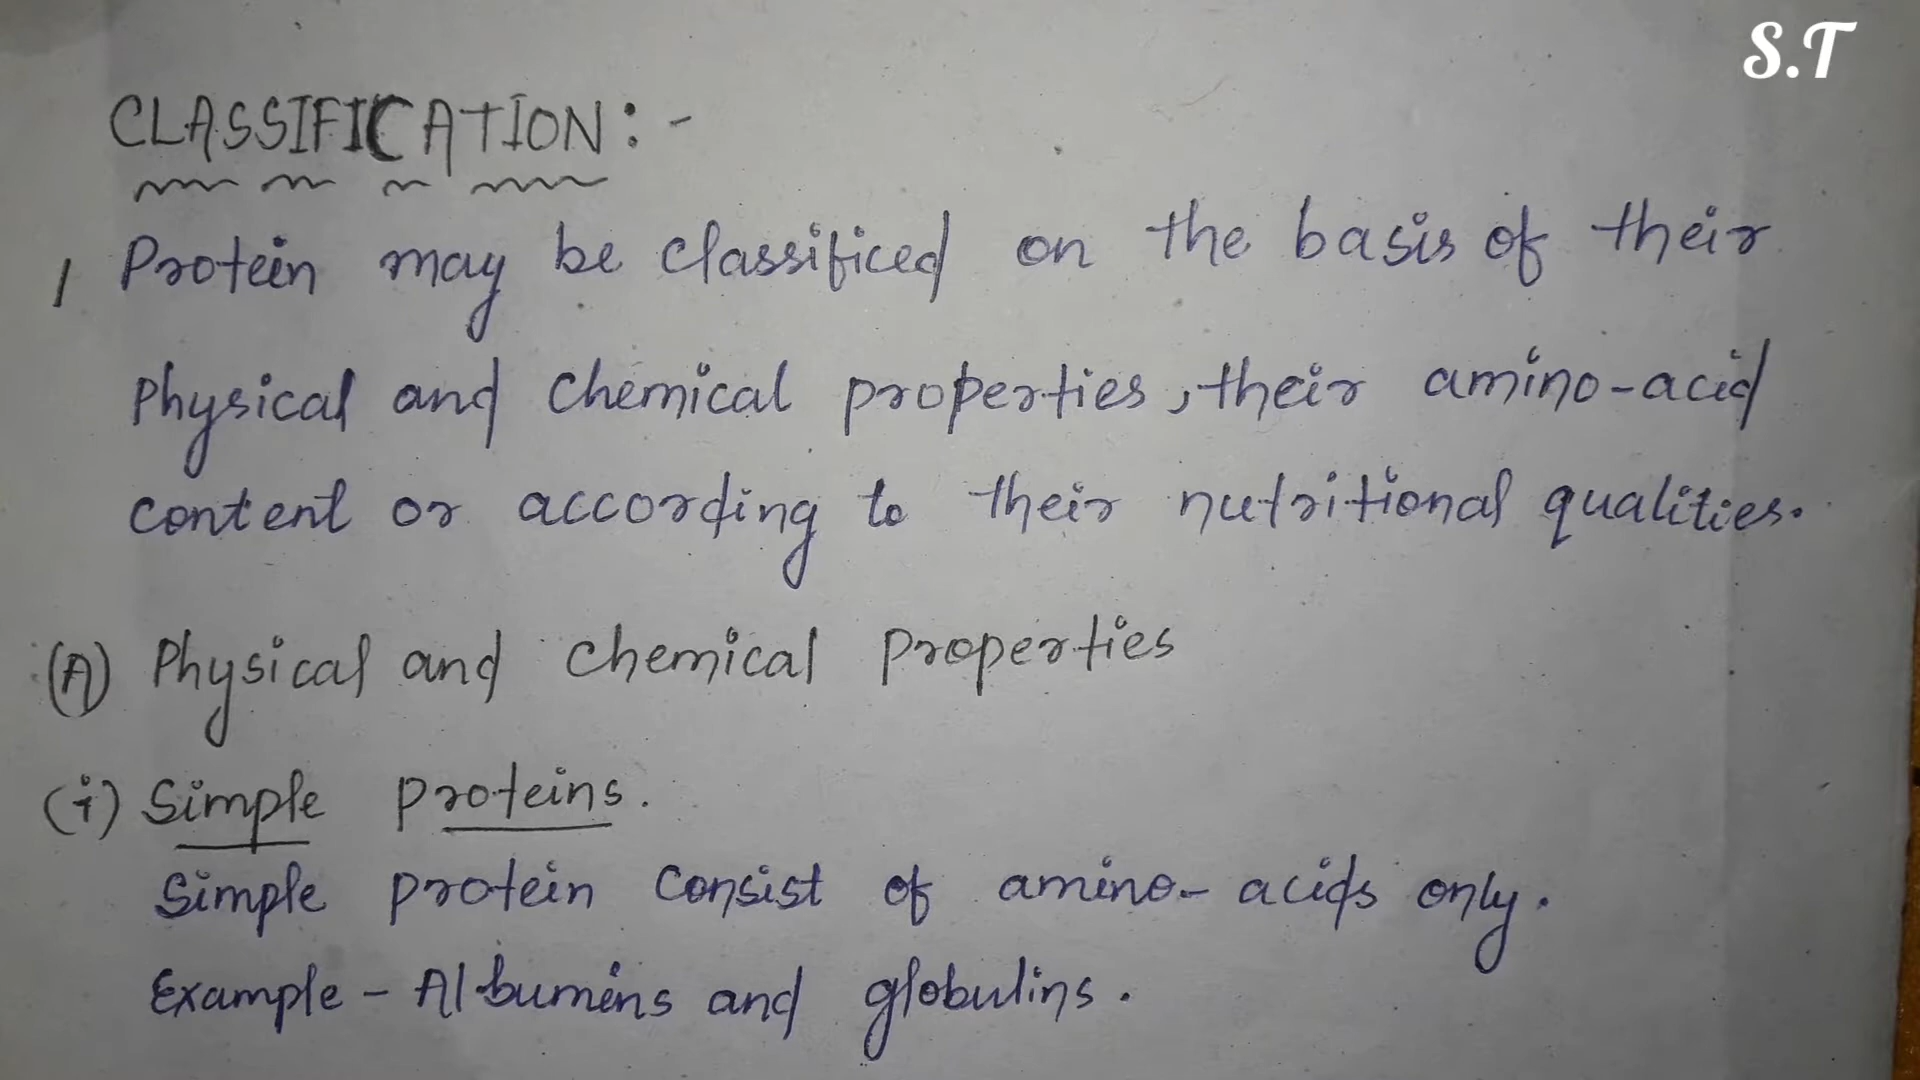 S.T
CLASSIFICATION:-
1 Protein may be classificed on the basis of their
Physical and chemical properties, their amino-acid
content or according to their nutritional qualities.
(A) Physical and chemical Properties
(i) Simple proteins.
Simple protein consist of amino-acids only.
Example - Albumins and globulins.